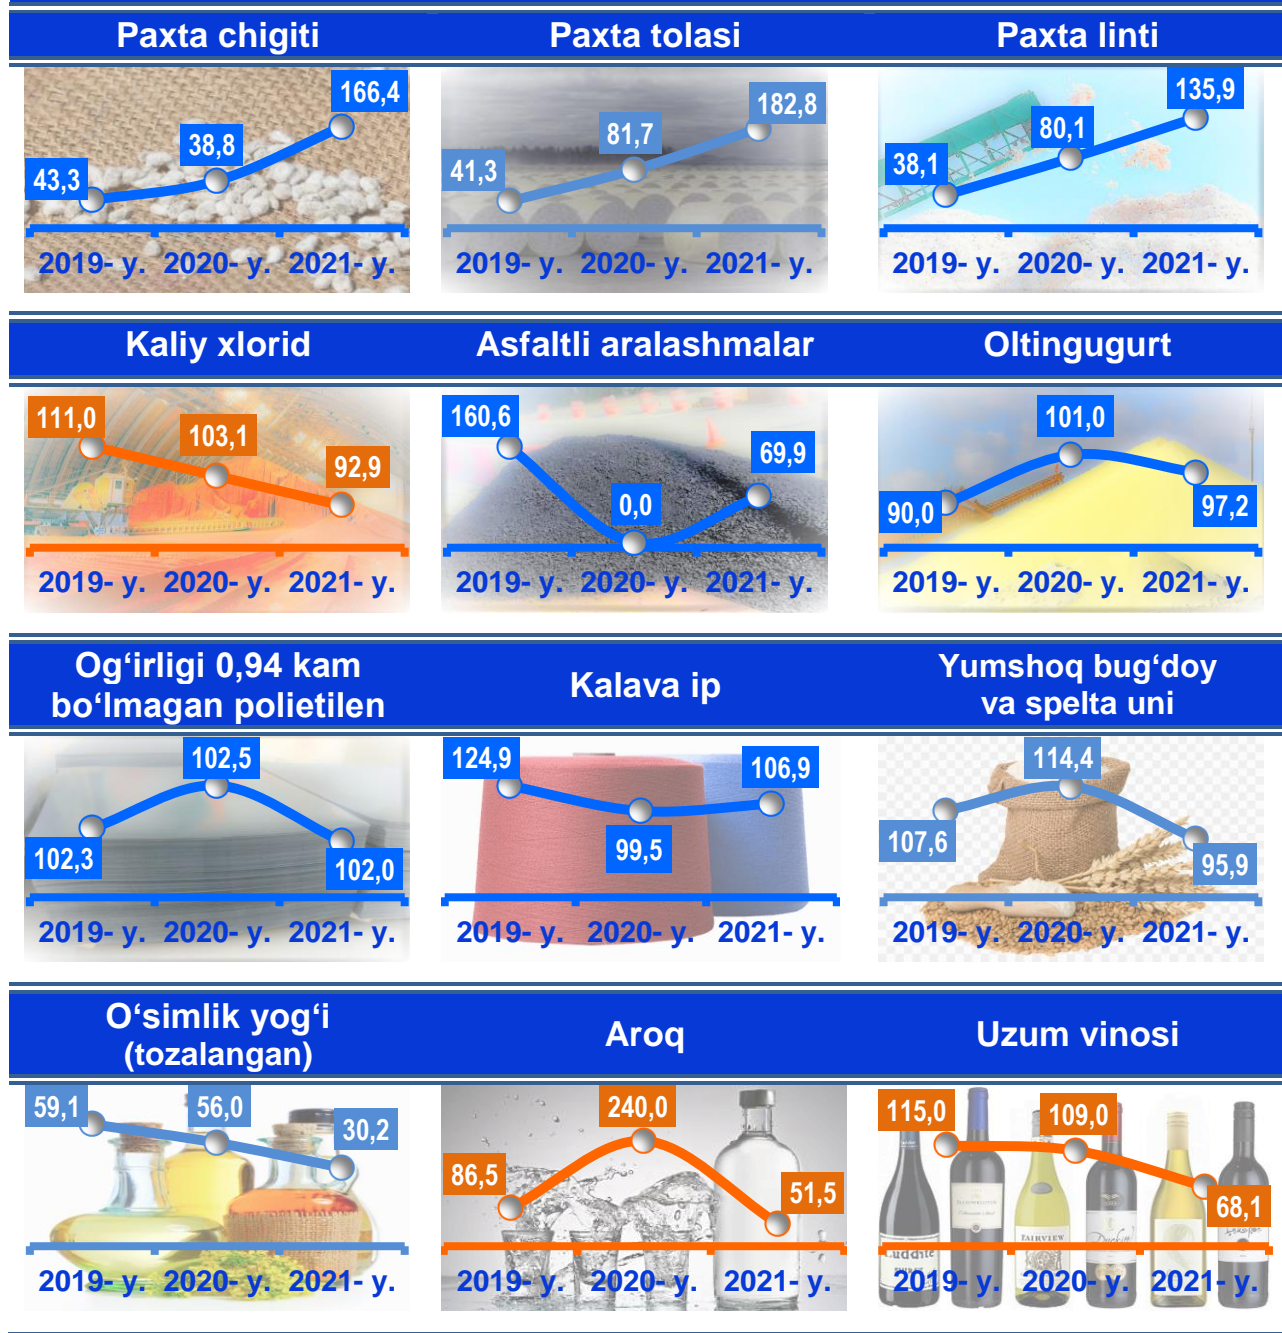 Paxta chigiti
Paxta tolasi
Paxta linti
43,3
38,8
166,4
2019- y. 2020- y. 2021- y.
41,3
81,7
182,8
2019- y. 2020- y. 2021- y.
38,1
80,1
135,9
2019- y. 2020- y. 2021- y.
Kaliy xlorid
Asfaltli aralashmalar
Oltingugurt
111,0
103,1
92,9
2019- y. 2020- y. 2021- y.
160,6
0,0
69,9
2019- y. 2020- y. 2021- y.
90,0
101,0
97,2
2019- y. 2020- y. 2021- y.
Og‘irligi 0,94 kam
bo‘lmagan polietilen
Kalava ip
Yumshoq bug‘doy
va spelta uni
102,3
102,5
102,0
2019- y. 2020- y. 2021- y.
124,9
99,5
106,9
2019- y. 2020- y. 2021- y.
107,6
114,4
95,9
2019- y. 2020- y. 2021- y.
O‘simlik yog‘i
(tozalangan)
Aroq
Uzum vinosi
59,1
56,0
30,2
2019- y. 2020- y. 2021- y.
86,5
240,0
51,5
2019- y. 2020- y. 2021- y.
115,0
109,0
68,1
FAIRVIEW
2019- y. 2020- y. 2021- y.